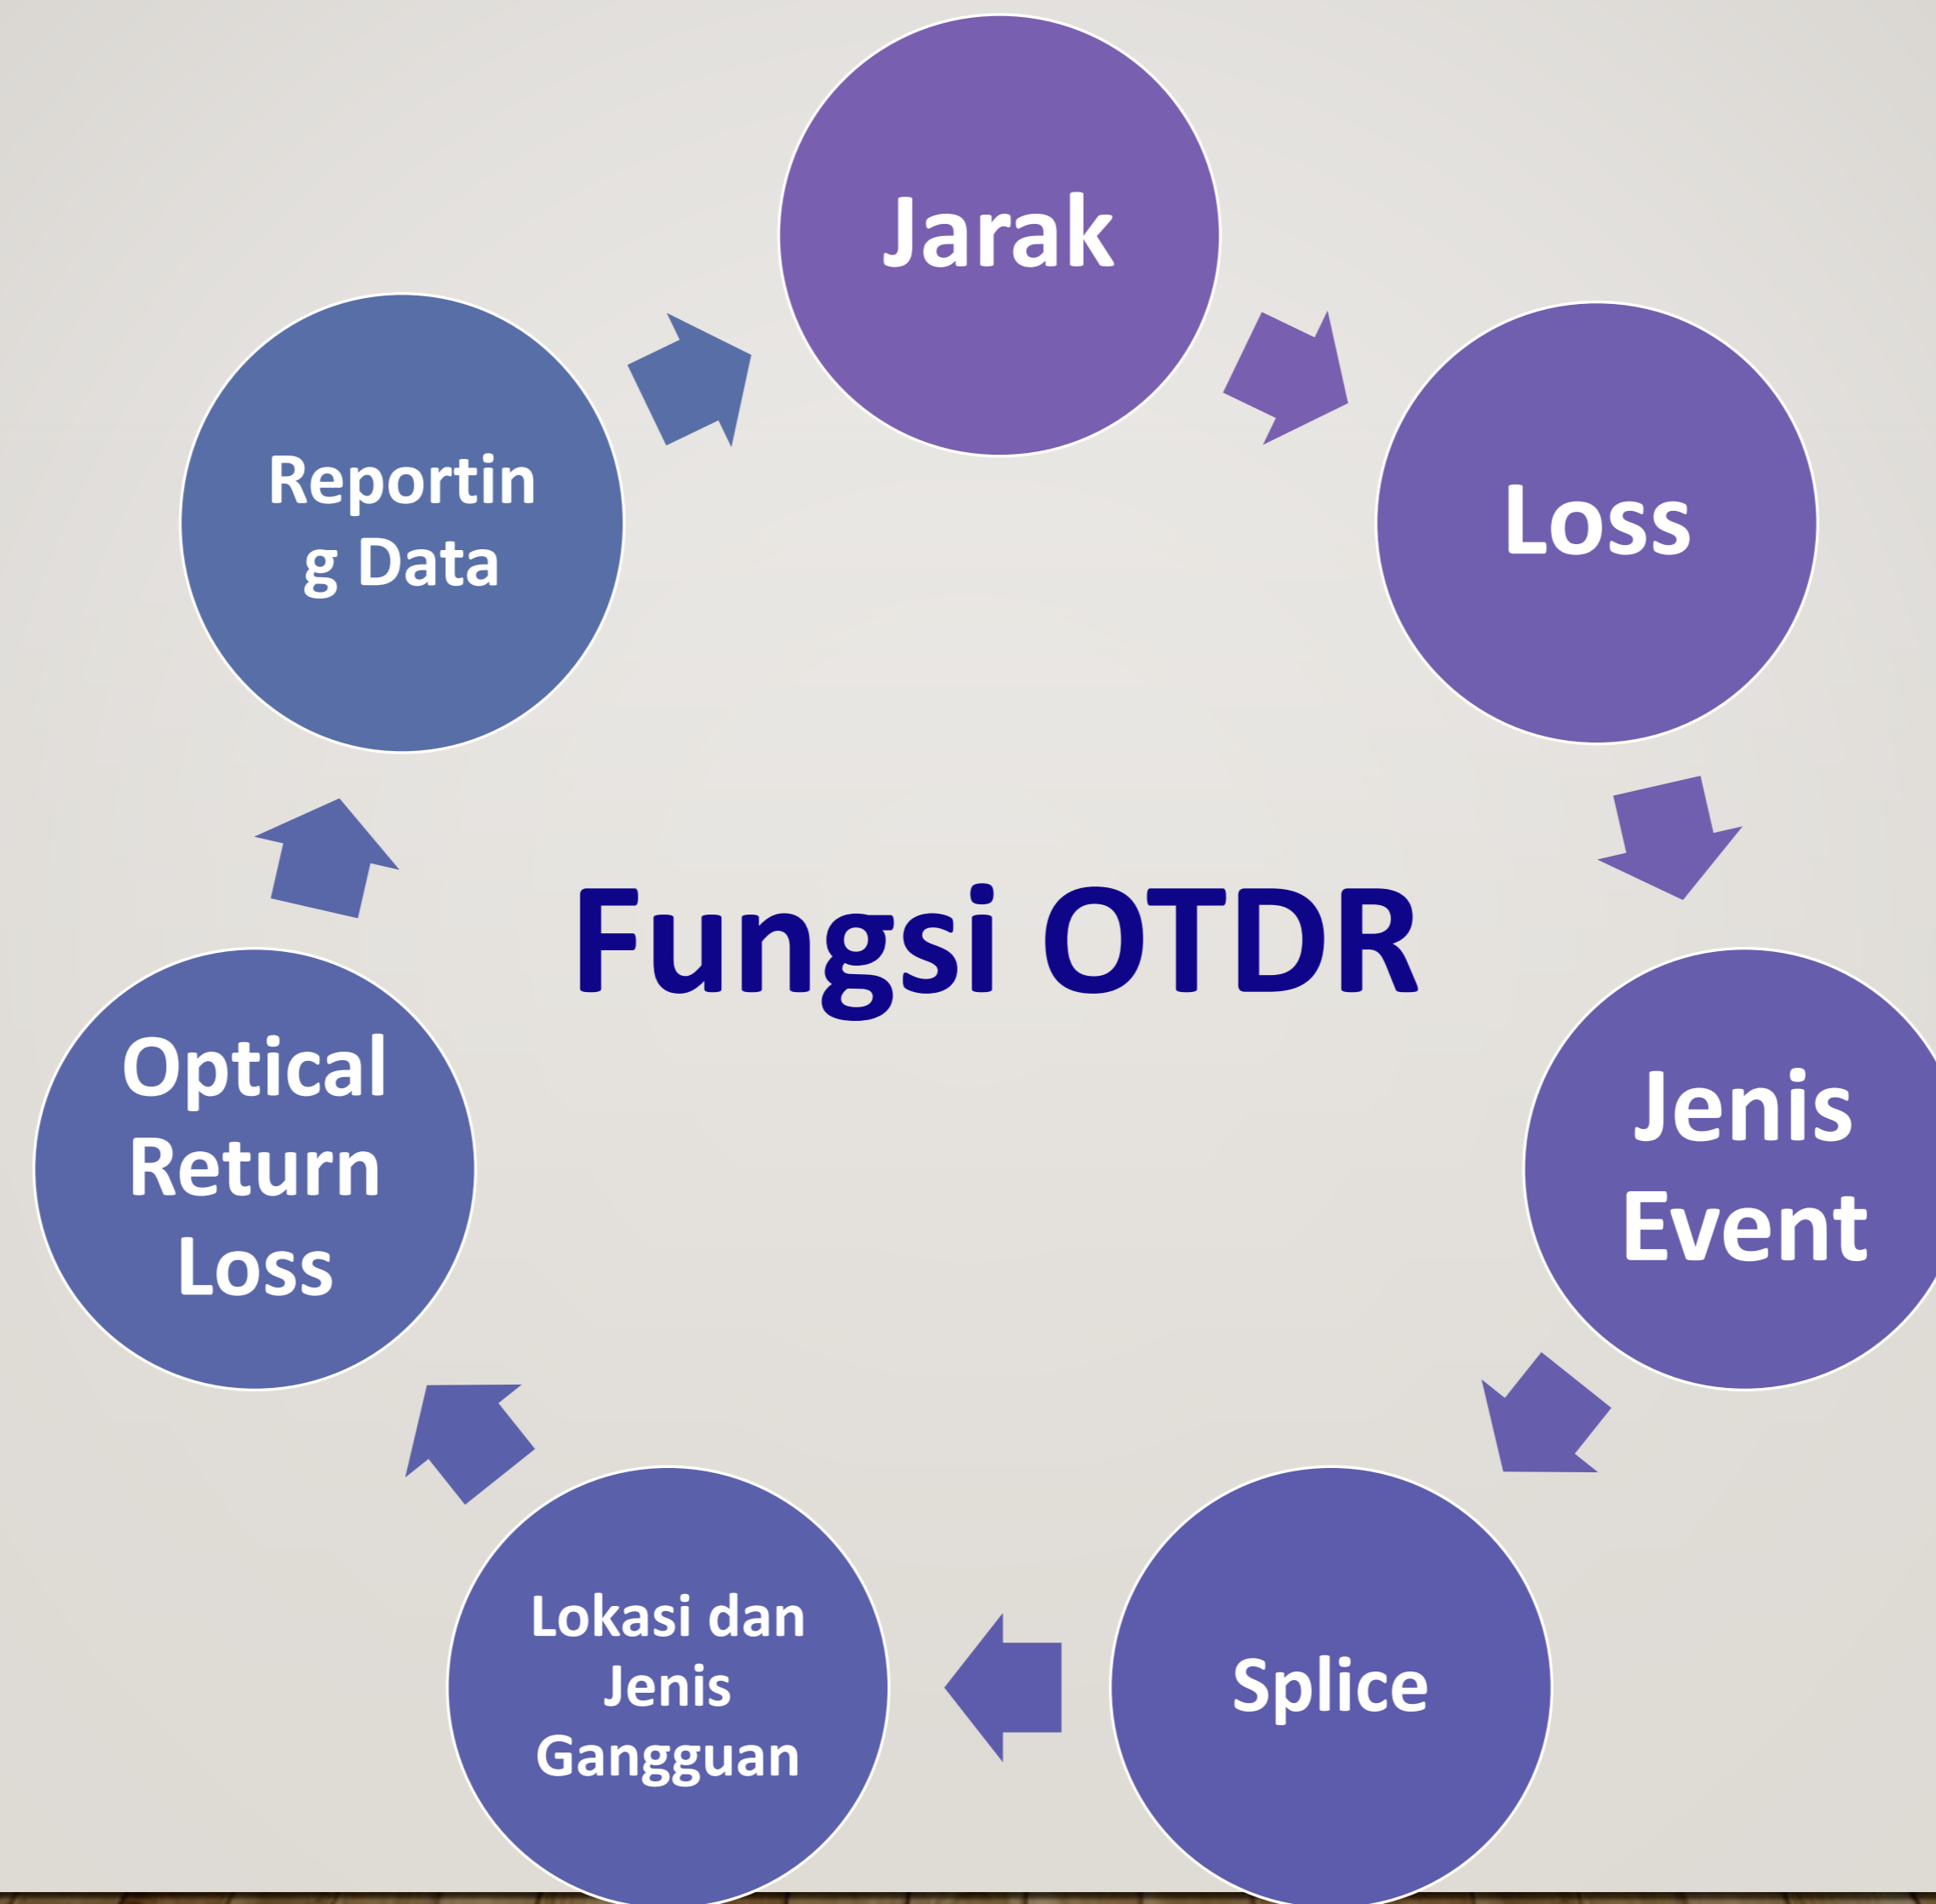 Jarak
Loss
Jenis
Event
Splice
Lokasi dan
Jenis
Gangguan
Optical
Return
Loss
Reportin
g Data
Fungsi OTDR